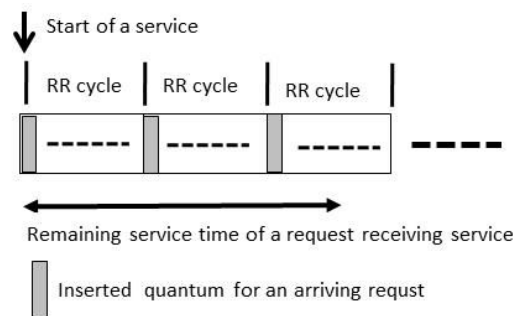 Start of a service
RR cycle RR cycle RR cycle
Remaining service time of a request receiving service
Inserted quantum for an arriving requst